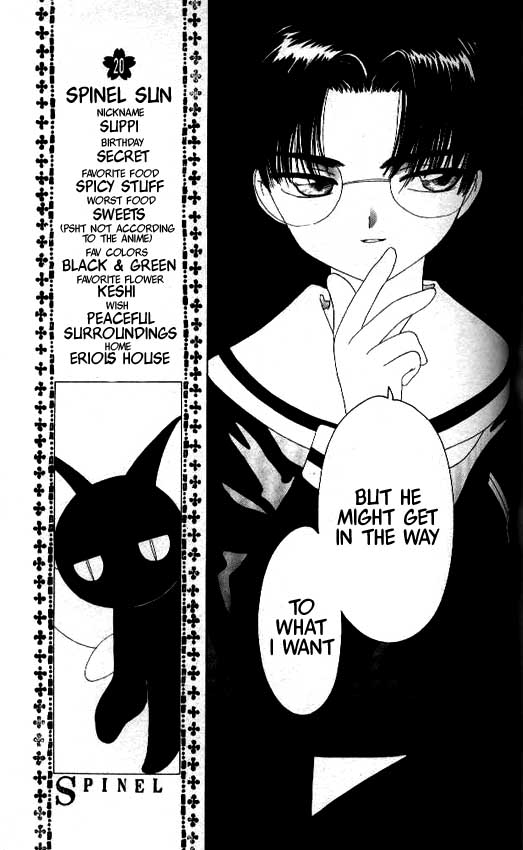 20
SPINEL SUN
NICKNAME
SUPPI
BIRTHDAY
SECRET
FAVORITE FOOD
SPICY STUFF
WORST FOOD
SWEETS
(PSHT NOT ACCORDING
TO THE ANIME)
FAV COLORS
BLACK & GREEN
FAVORITE FLOWER
KESHI
WISH
PEACEFUL
SURROUNDINGS
HOME
ERIOIS HOUSE
SPINEL
BUT HE
MIGHT GET
IN THE WAY
TO
WHAT
I WANT